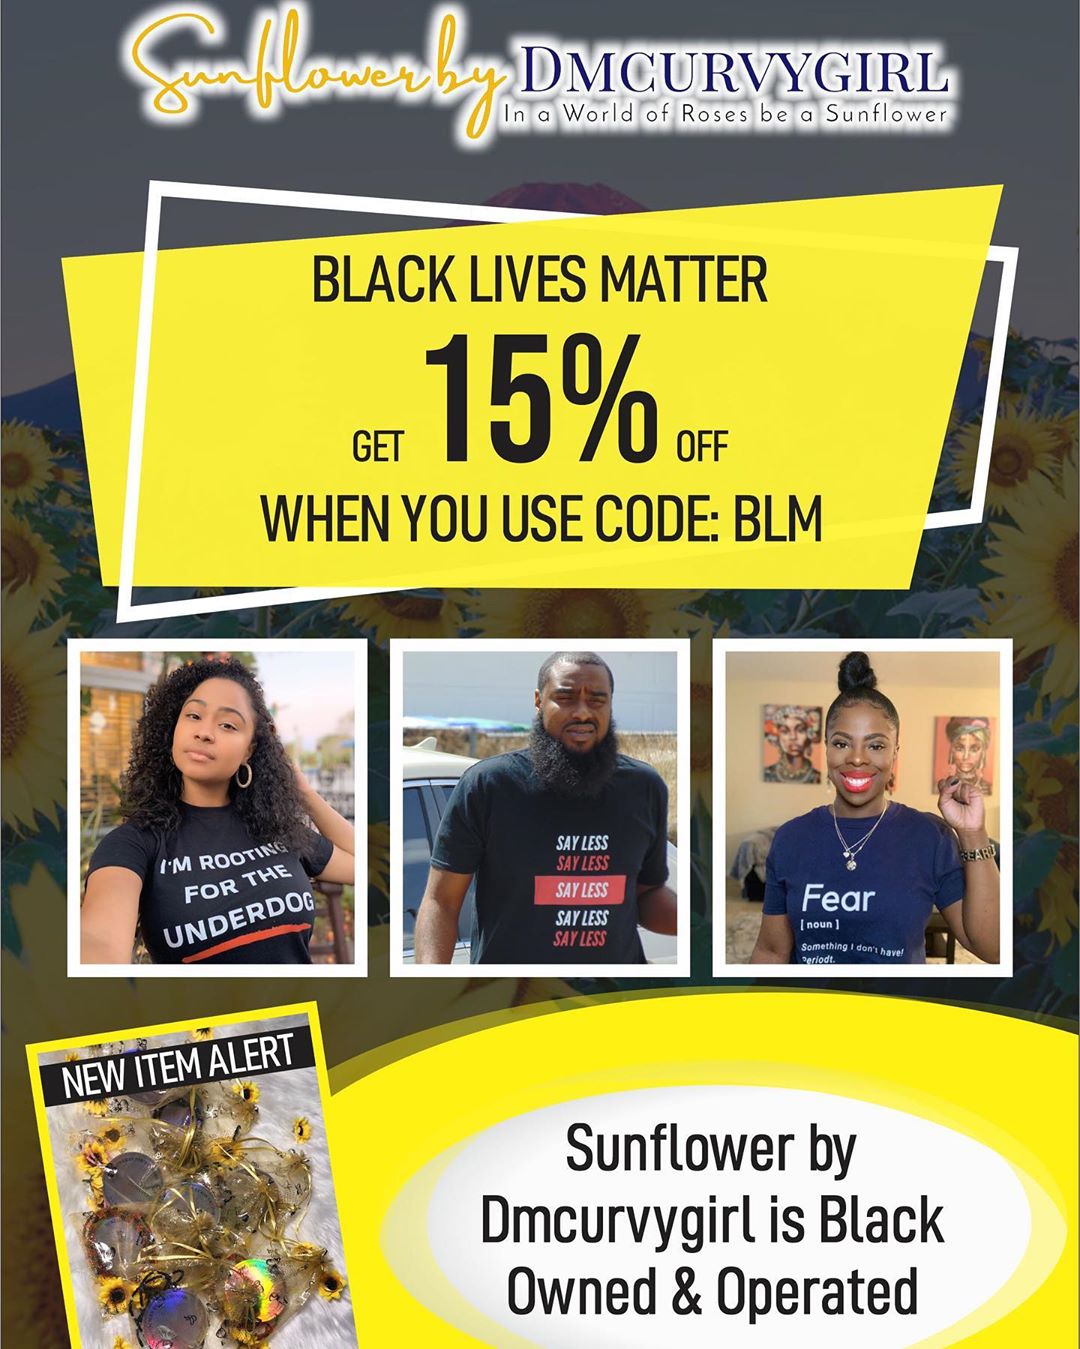 Sunflower by DMCURVYGIRL
In a World of Roses be a Sunflower
BLACK LIVES MATTER
GET 15% OFF
WHEN YOU USE CODE: BLM
I'M ROOTING
FOR THE
UNDERDOG
SAY LESS
SAY LESS
SAY LESS
SAY LESS
SAY LESS
Fear
[ noun ]
Something I don't have!
Periodt.
BEARD
NEW ITEM ALERT
Sunflower by
Dmcurvygirl is Black
Owned & Operated